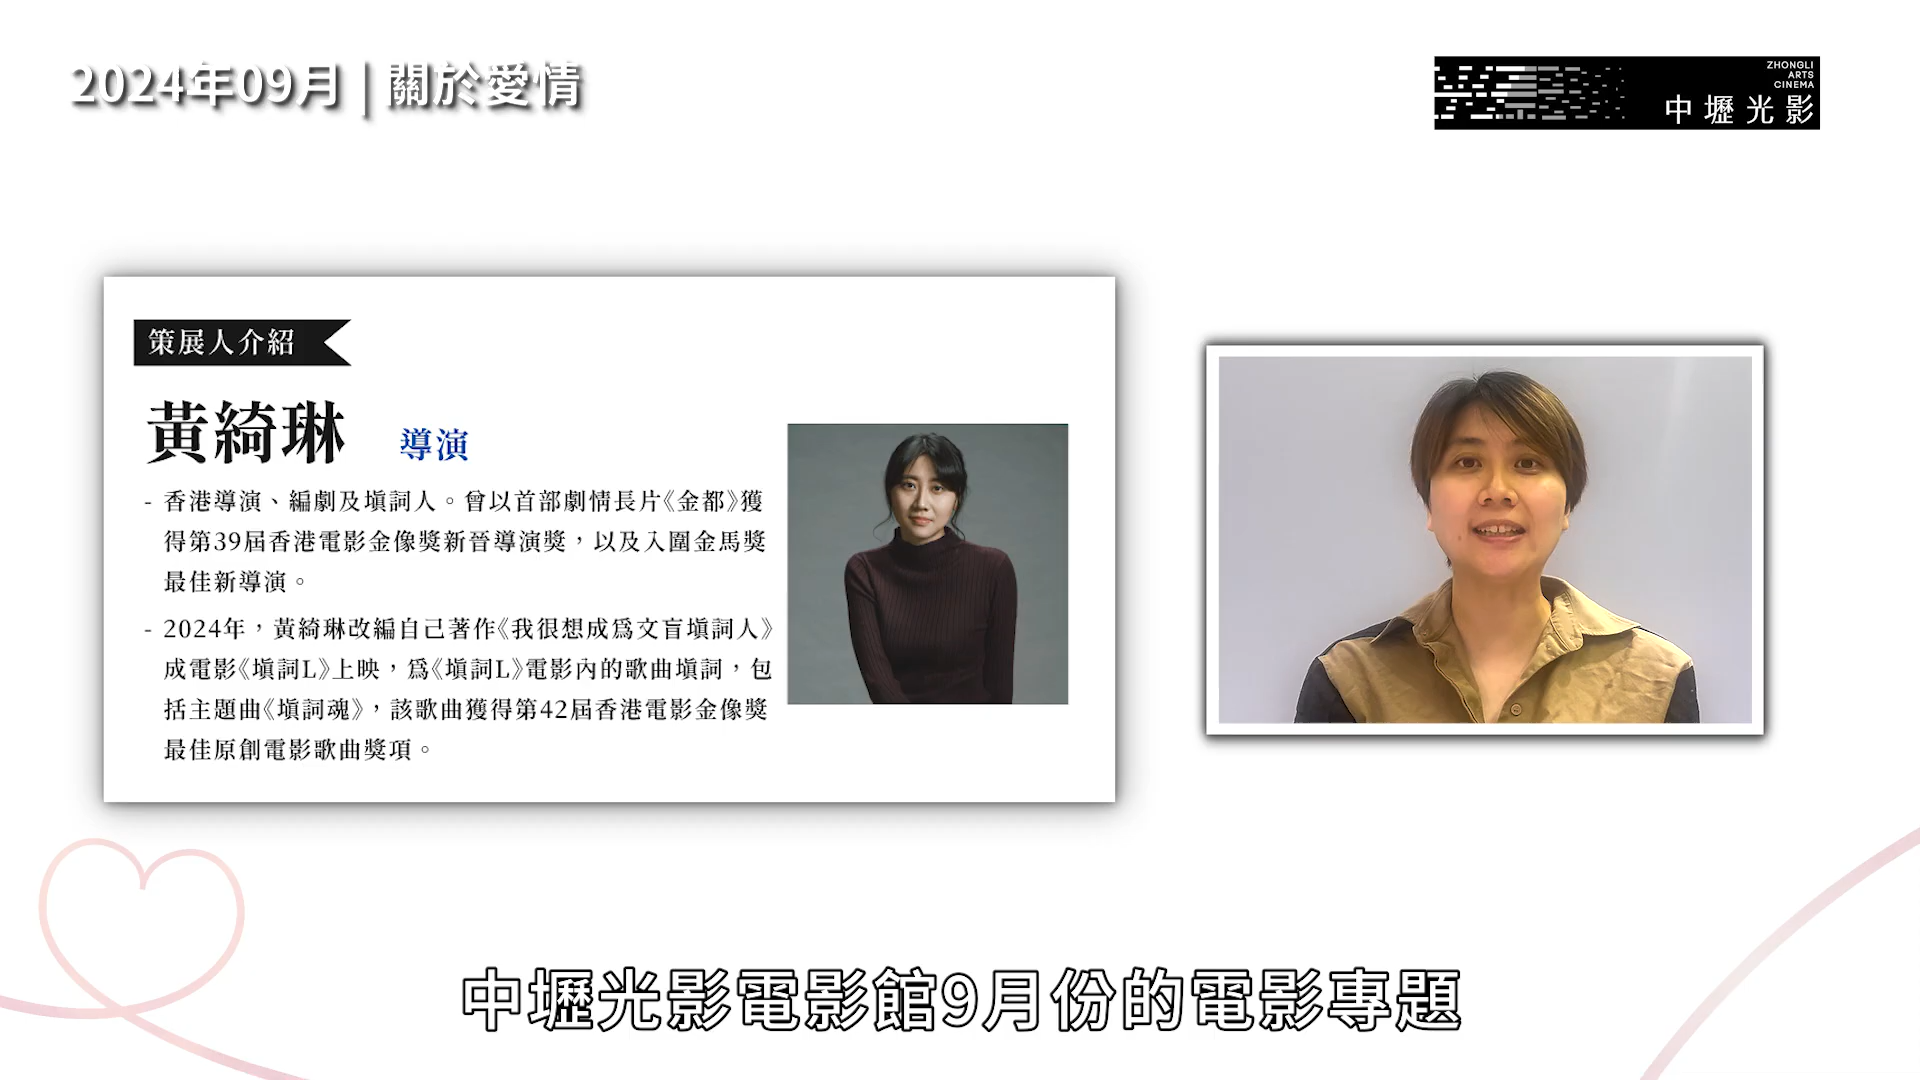 2024年09月 | 關於愛情
ZHONGLI
ARTS
CINEMA
中壢光影
策展人介紹
黃綺琳 導演
- 香港導演、編劇及塡詞人。曾以首部劇情長片《金都》獲
得第39屆香港電影金像獎新晉導演獎，以及入圍金馬獎
最佳新導演。
- 2024年，黃綺琳改編自己著作《我很想成爲文盲塡詞人》
成電影《塡詞L》上映，爲《塡詞L》電影內的歌曲塡詞，包
括主題曲《塡詞魂》，該歌曲獲得第42屆香港電影金像獎
最佳原創電影歌曲獎項。
中壢光影電影館9月份的電影專題